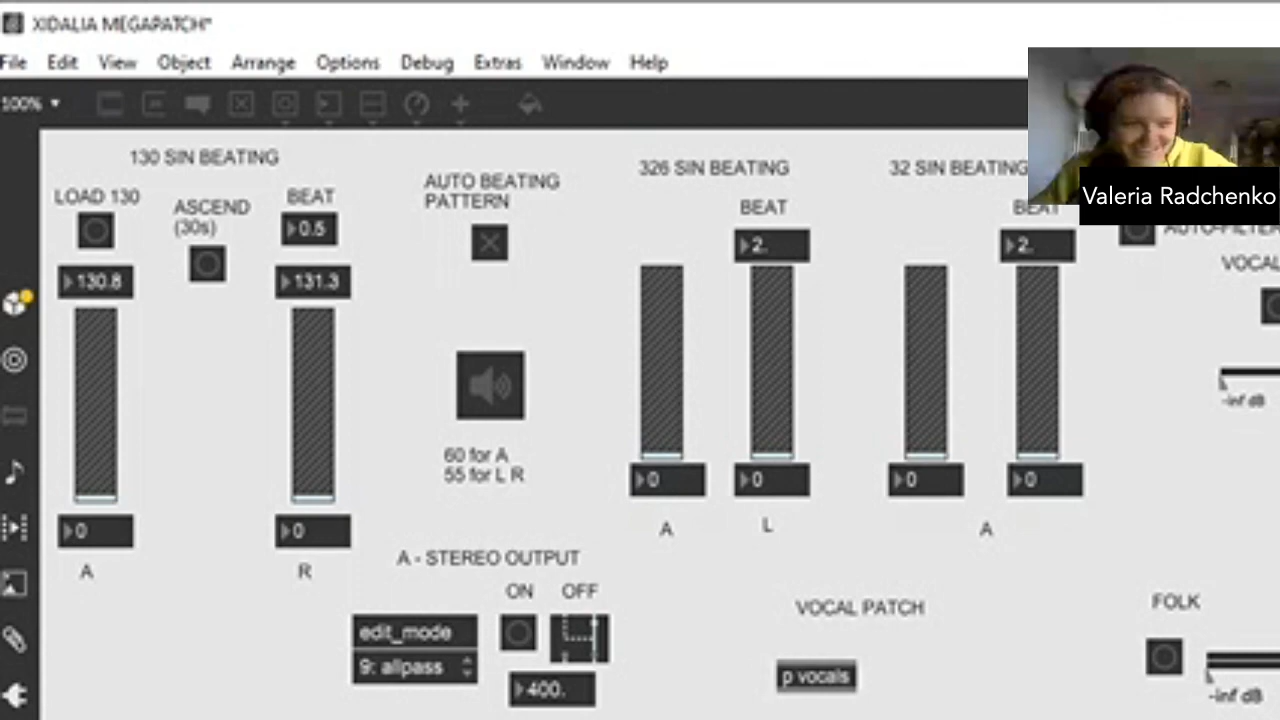 XIDALIA MEGAPATCH*
File Edit View Object Arrange Options Debug Extras Window Help
100%
130 SIN BEATING
LOAD 130
ASCEND
(30s)
BEAT
0.5
130.8
131.3
0
0
A
R
AUTO BEATING
PATTERN
60 for A
55 for L R
326 SIN BEATING
BEAT
2.
0
0
A
L
32 SIN BEATING
BEAT
2.
0
0
A
Valeria Radchenko
AUTO-FILTER
VOCAL
-inf dB
A - STEREO OUTPUT
ON OFF
edit_mode
9: allpass
400.
VOCAL PATCH
p vocals
FOLK
-inf dB